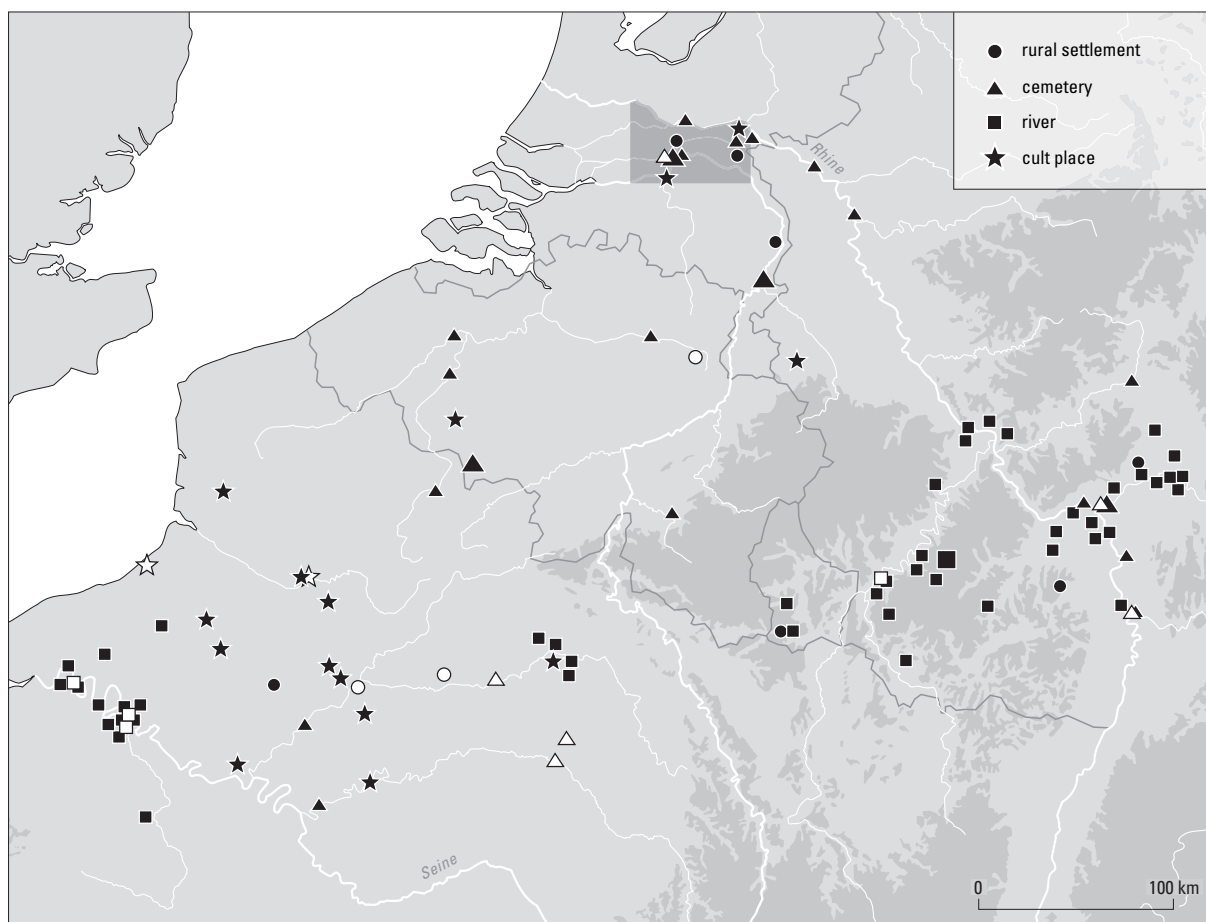 rural settlement
cemetery
river
cult place
Rhine
Seine
0 100 km